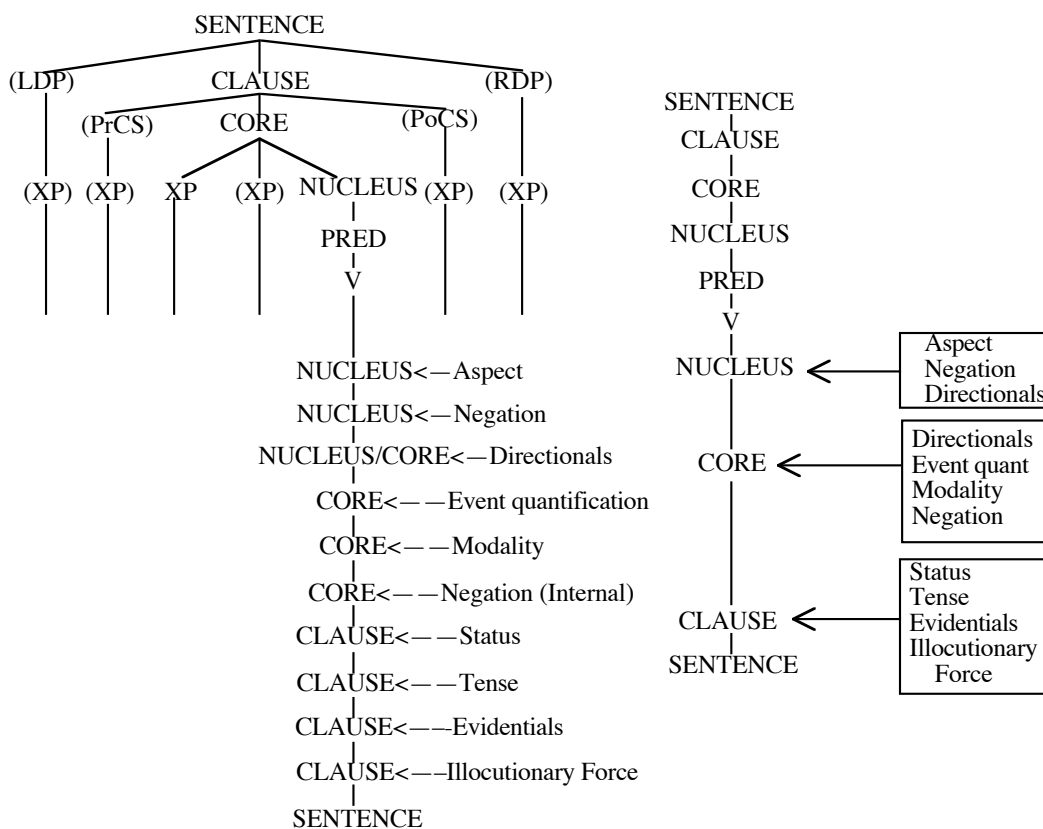 SENTENCE
(LDP) CLAUSE (RDP)
(PrCS) CORE (PoCS)
(XP) (XP) XP (XP) NUCLEUS (XP) (XP)
PRED
V
NUCLEUS<—Aspect
NUCLEUS<—Negation
NUCLEUS/CORE<—Directionals
CORE<——Event quantification
CORE<——Modality
CORE<——Negation (Internal)
CLAUSE<——Status
CLAUSE<——Tense
CLAUSE<—--Evidentials
CLAUSE<—–Illocutionary Force
SENTENCE
SENTENCE
CLAUSE
CORE
NUCLEUS
PRED
V
NUCLEUS
Aspect
Negation
Directionals
CORE
Directionals
Event quant
Modality
Negation
CLAUSE
Status
Tense
Evidentials
Illocutionary
Force
SENTENCE